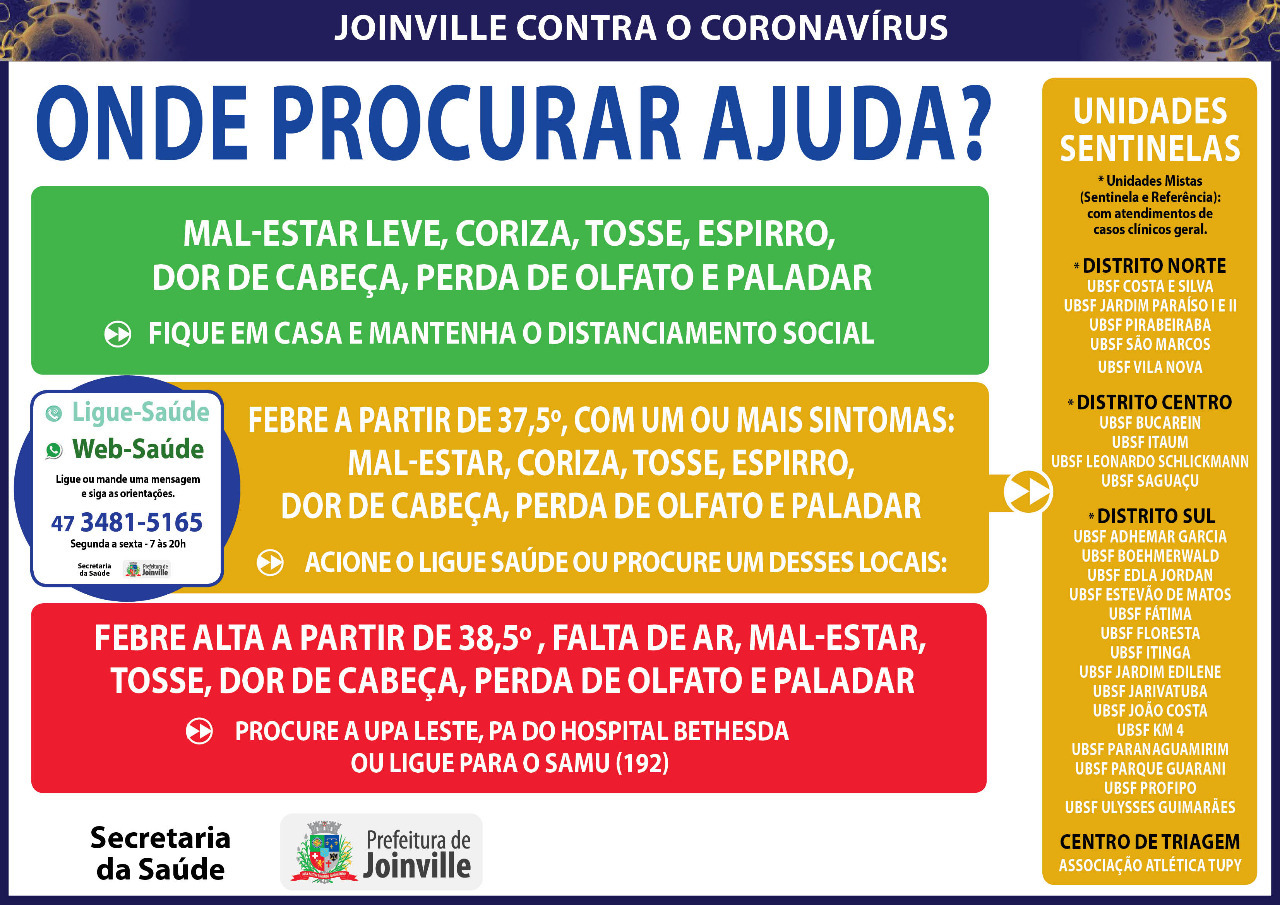 JOINVILLE CONTRA O CORONAVÍRUS
ONDE PROCURAR AJUDA?
MAL-ESTAR LEVE, CORIZA, TOSSE, ESPIRRO,
DOR DE CABEÇA, PERDA DE OLFATO E PALADAR
FIQUE EM CASA E MANTENHA O DISTANCIAMENTO SOCIAL
Ligue-Saúde
Web-Saúde
Ligue ou mande uma mensagem
e siga as orientações.
47 3481-5165
Segunda a sexta - 7 às 20h
Secretaria
da Saúde
Prefeitura de
Joinville
FEBRE A PARTIR DE 37,5º, COM UM OU MAIS SINTOMAS:
MAL-ESTAR, CORIZA, TOSSE, ESPIRRO,
DOR DE CABEÇA, PERDA DE OLFATO E PALADAR
ACIONE O LIGUE SAÚDE OU PROCURE UM DESSES LOCAIS:
FEBRE ALTA A PARTIR DE 38,5º , FALTA DE AR, MAL-ESTAR,
TOSSE, DOR DE CABEÇA, PERDA DE OLFATO E PALADAR
PROCURE A UPA LESTE, PA DO HOSPITAL BETHESDA
OU LIGUE PARA O SAMU (192)
Secretaria
da Saúde
Prefeitura de
Joinville
UNIDADES
SENTINELAS
* Unidades Mistas
(Sentinela e Referência):
com atendimentos de
casos clínicos geral.
* DISTRITO NORTE
UBSF COSTA E SILVA
UBSF JARDIM PARAÍSO I E II
UBSF PIRABEIRABA
UBSF SÃO MARCOS
UBSF VILA NOVA
* DISTRITO CENTRO
UBSF BUCAREIN
UBSF ITAUM
UBSF LEONARDO SCHLICKMANN
UBSF SAGUAÇU
* DISTRITO SUL
UBSF ADHEMAR GARCIA
UBSF BOEHMERWALD
UBSF EDLA JORDAN
UBSF ESTEVÃO DE MATOS
UBSF FÁTIMA
UBSF FLORESTA
UBSF ITINGA
UBSF JARDIM EDILENE
UBSF JARIVATUBA
UBSF JOÃO COSTA
UBSF KM 4
UBSF PARANAGUAMIRIM
UBSF PARQUE GUARANI
UBSF PROFIPO
UBSF ULYSSES GUIMARÃES
CENTRO DE TRIAGEM
ASSOCIAÇÃO ATLÉTICA TUPY